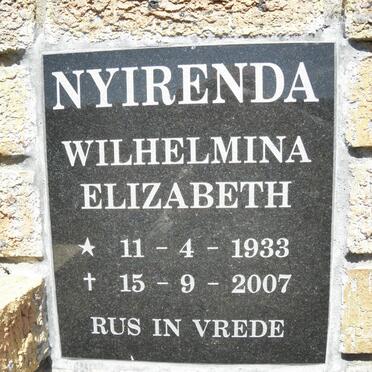 NYIRENDA
WILHELMINA
ELIZABETH
★ 11 - 4 - 1933
✝ 15 - 9 - 2007
RUS IN VREDE